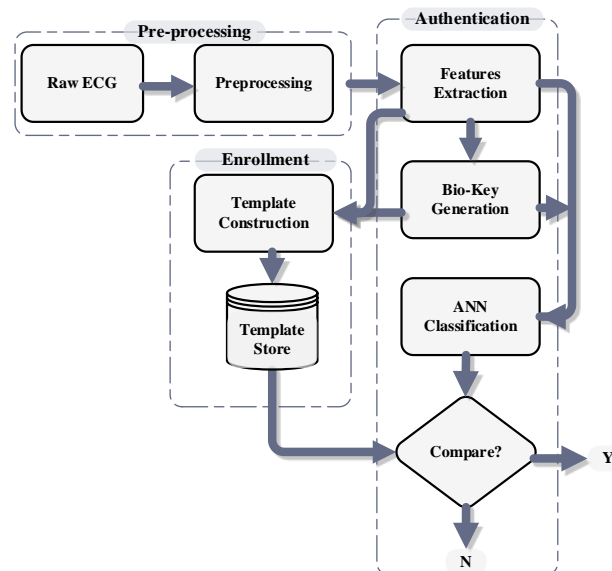 Authentication
Pre-processing
Raw ECG
Preprocessing
Features
Extraction
Enrollment
Template
Construction
Bio-Key
Generation
Template
Store
ANN
Classification
Compare?
Y
N